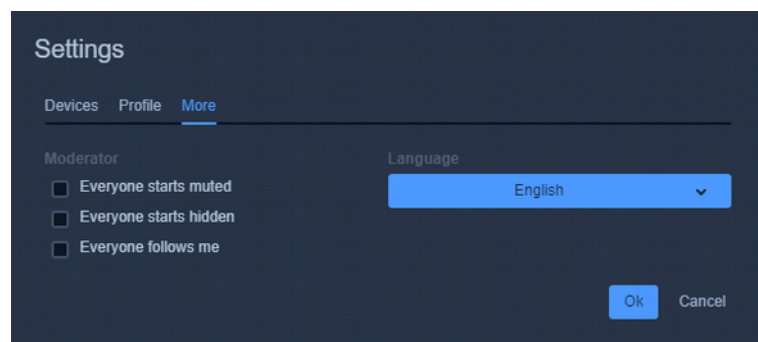 Settings
Devices Profile More
Moderator
Everyone starts muted
Everyone starts hidden
Everyone follows me
Language
English
Ok Cancel